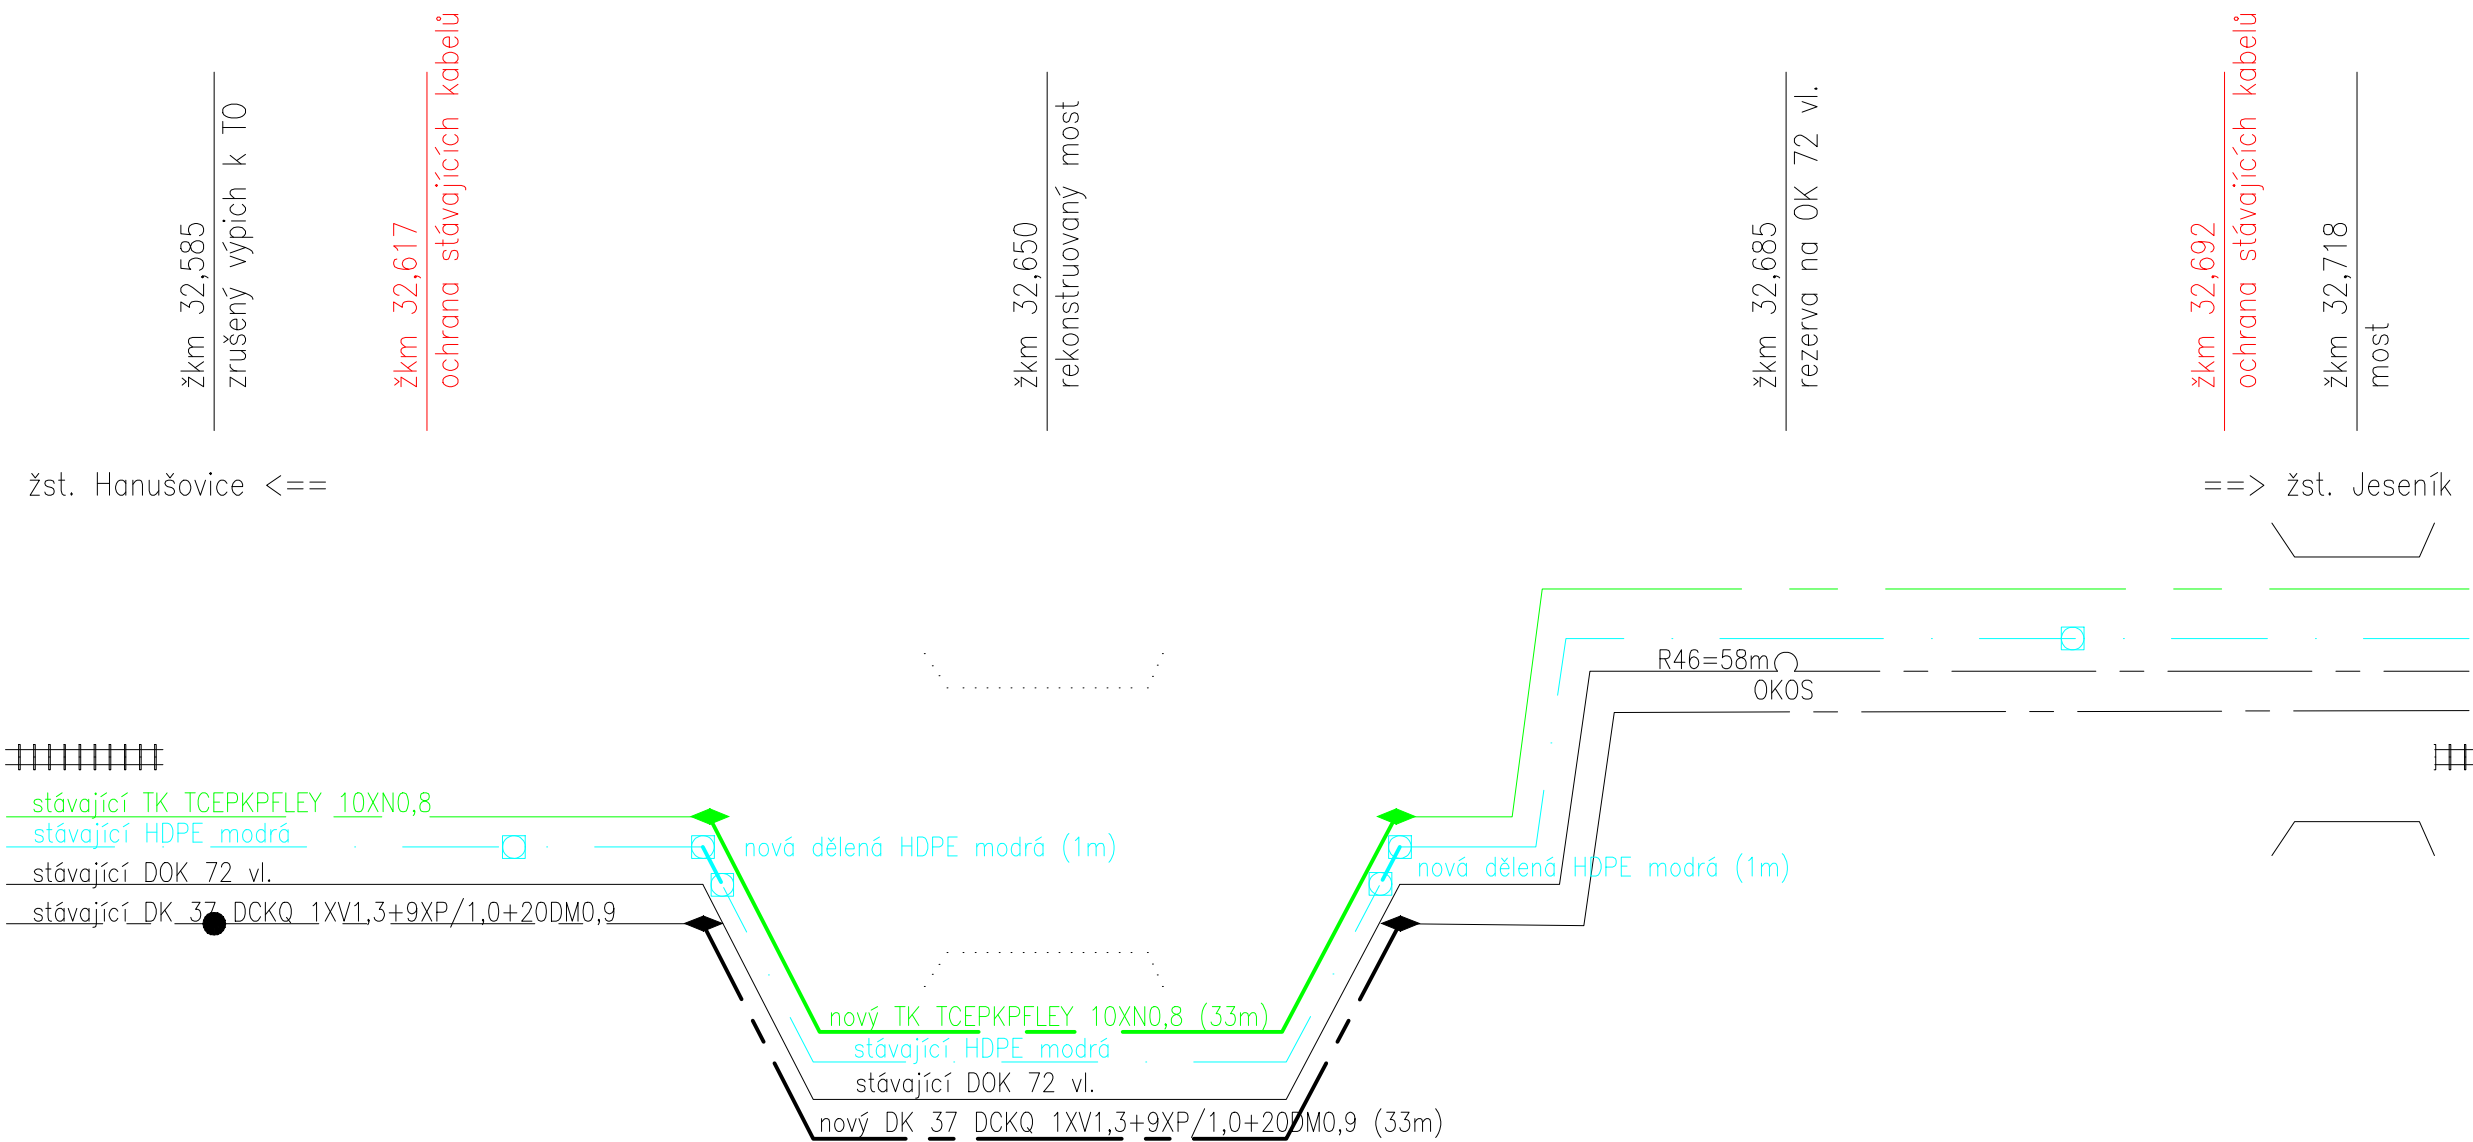 žkm 32,585
zrušený výpich k TO
žkm 32,617
ochrana stávajících kabelů
žkm 32,650
rekonstruovaný most
žkm 32,685
rezerva na OK 72 vl.
žkm 32,692
ochrana stávajících kabelů
žkm 32,718
most
žst. Hanušovice <==
==> žst. Jeseník
R46=58m
OKOS
stávající TK TCEPKPFLEY 10XN0,8
stávající HDPE modrá
nová dělená HDPE modrá (1m)
nová dělená HDPE modrá (1m)
stávající DOK 72 vl.
stávající DK 37 DCKQ 1XV1,3+9XP/1,0+20DM0,9
nový TK TCEPKPFLEY 10XN0,8 (33m)
stávající HDPE modrá
stávající DOK 72 vl.
nový DK 37 DCKQ 1XV1,3+9XP/1,0+20DM0,9 (33m)